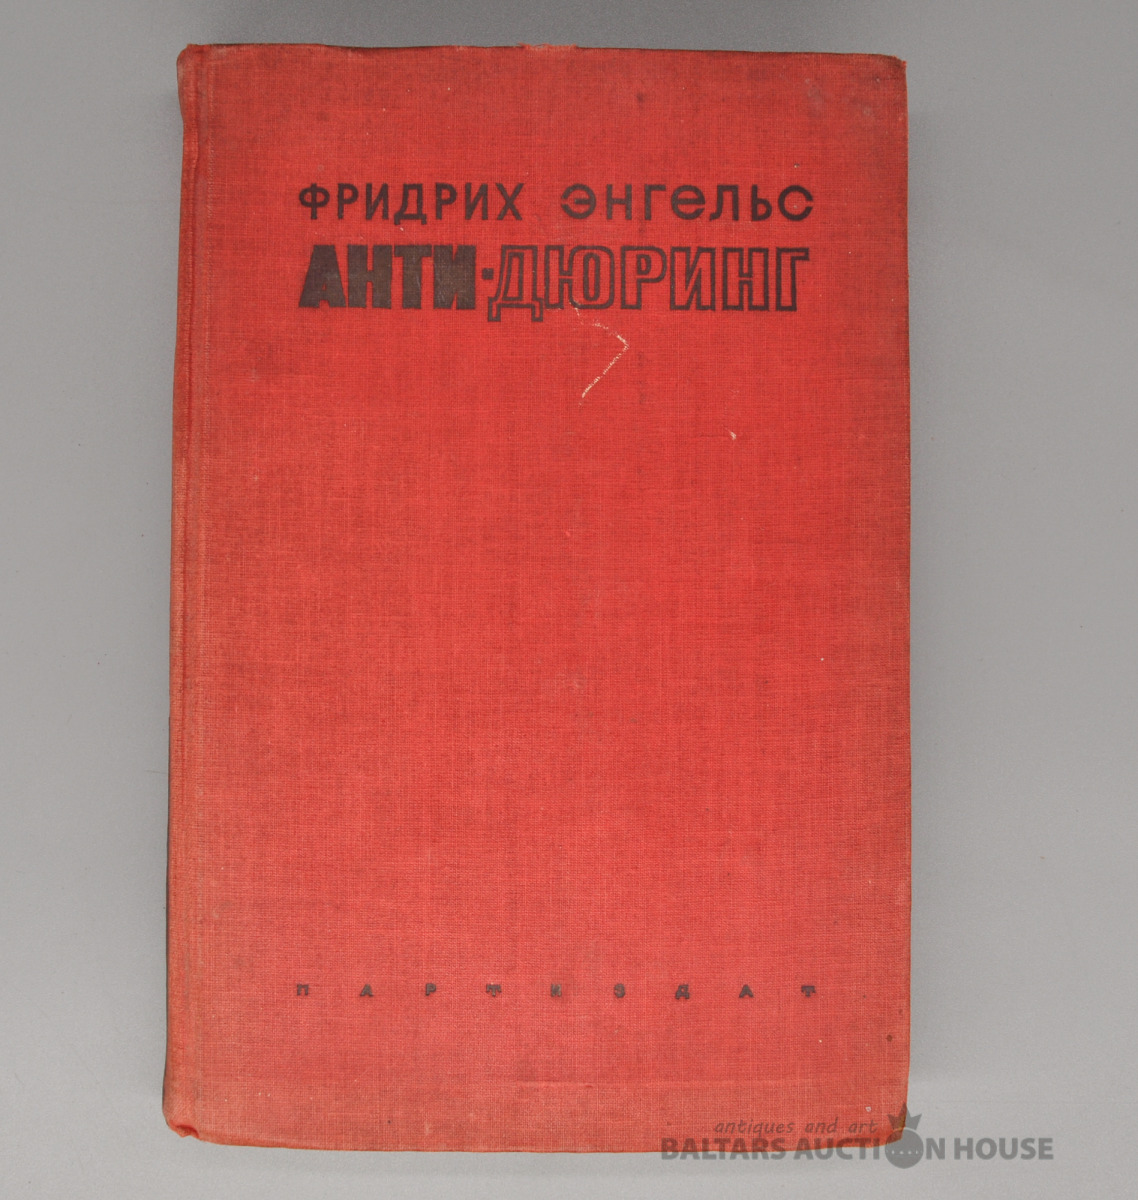 ФРИДРИХ ЭНГЕЛЬС
АНТИ-ДЮРИНГ
ПАРТИЗДАТ
antiques and art
BALTARS AUCTION HOUSE